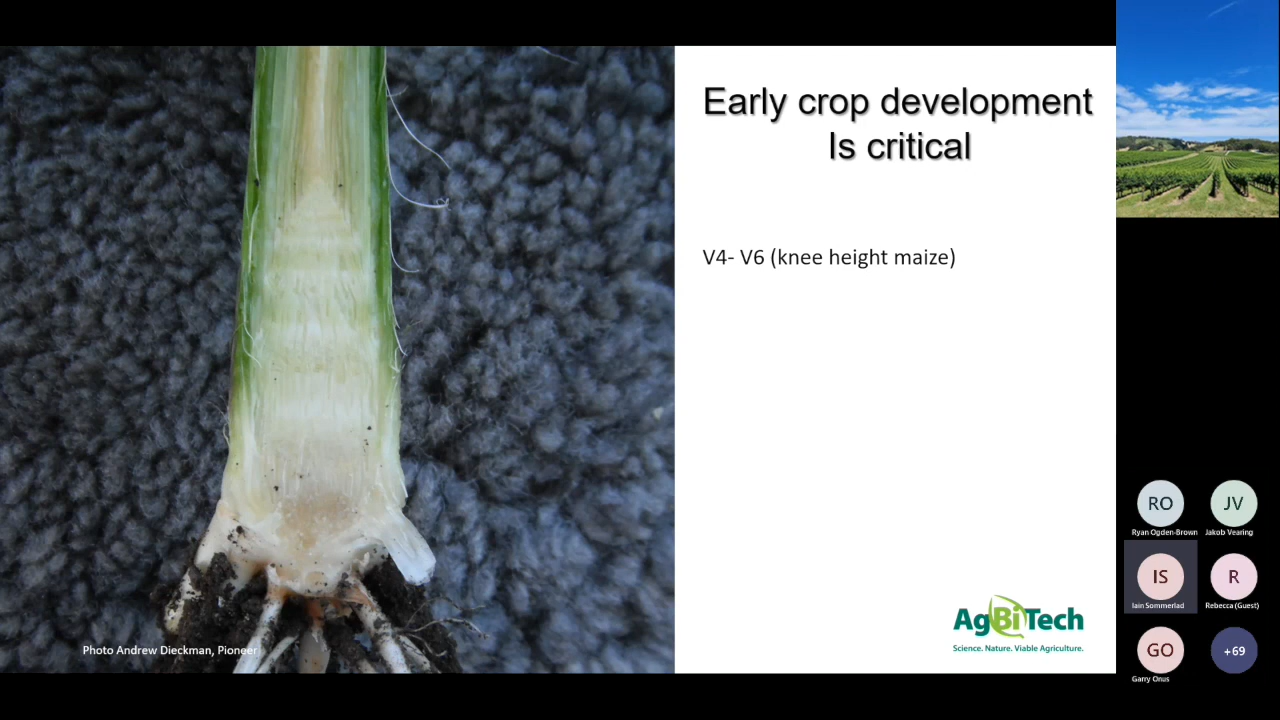 Early crop development
Is critical
V4- V6 (knee height maize)
Photo Andrew Dieckman, Pioneer
AgBiTech
Science. Nature. Viable Agriculture.
RO
Ryan Ogden-Brown
JV
Jakob Vearing
IS
Iain Sommerlad
R
Rebecca (Guest)
GO
Garry Onus
+69